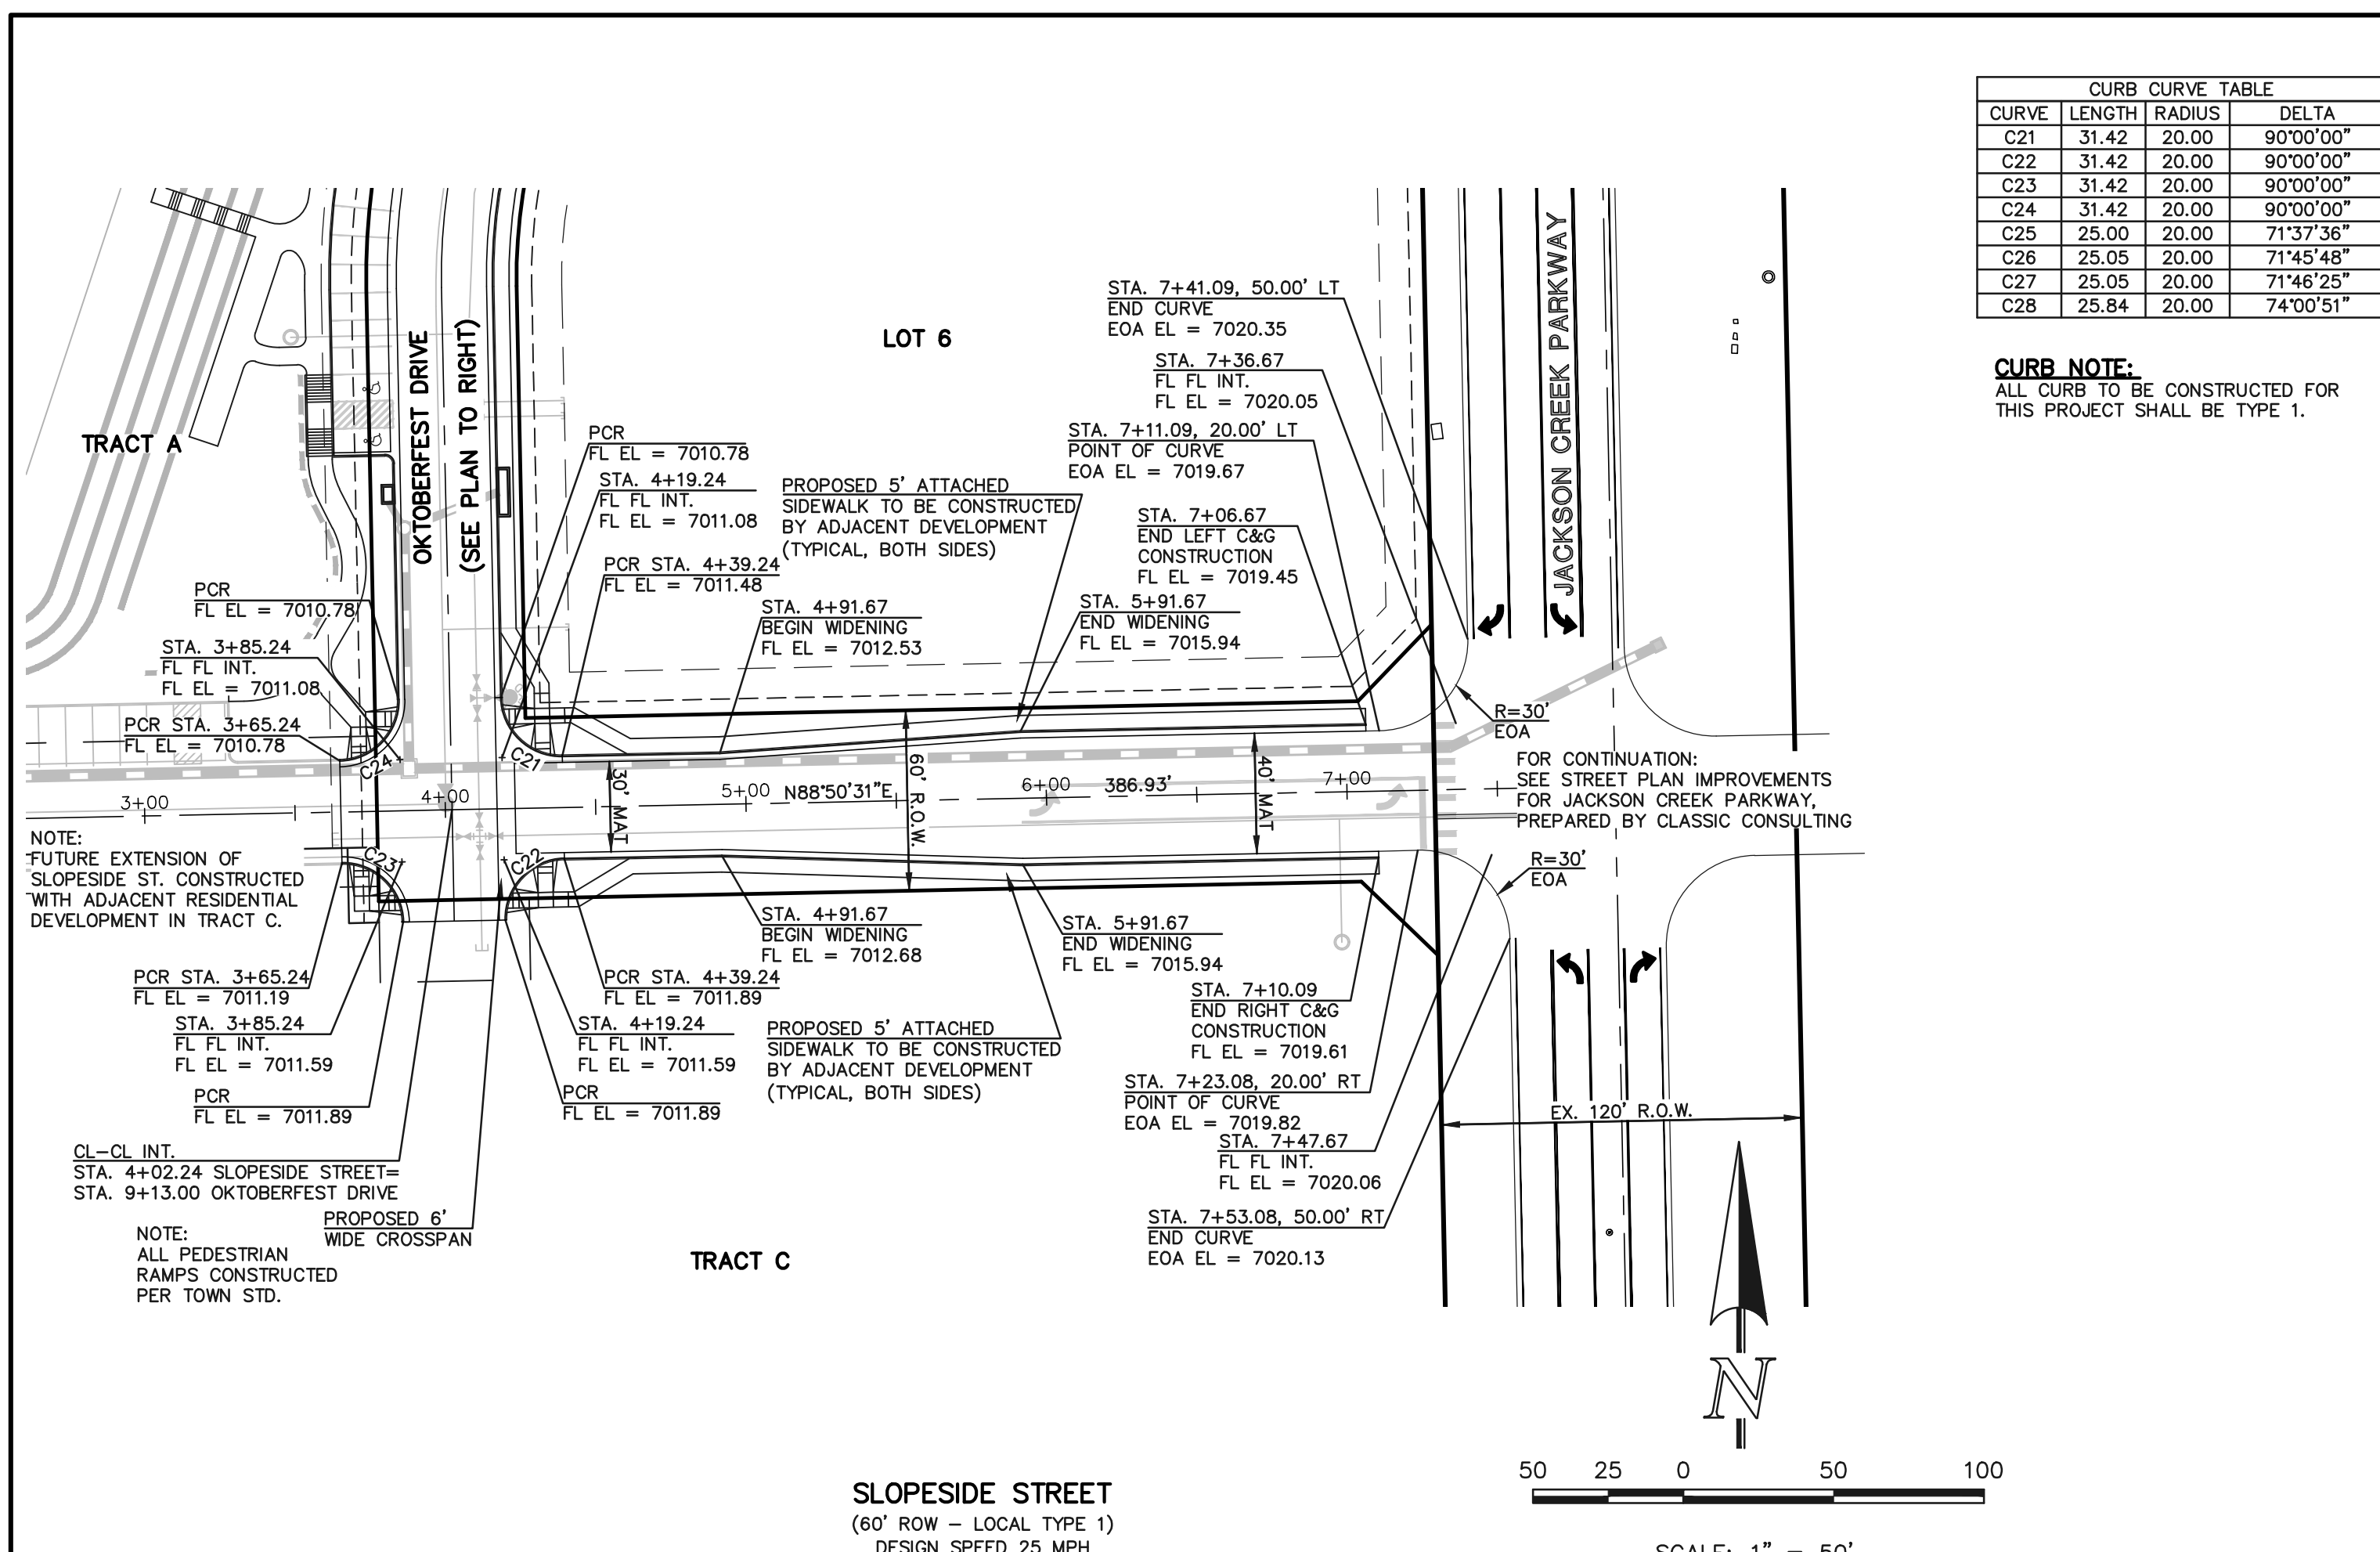 CURB CURVE TABLE
CURVE LENGTH RADIUS DELTA
C21 31.42 20.00 90°00'00"
C22 31.42 20.00 90°00'00"
C23 31.42 20.00 90°00'00"
C24 31.42 20.00 90°00'00"
C25 25.00 20.00 71°37'36"
C26 25.05 20.00 71°45'48"
C27 25.05 20.00 71°46'25"
C28 25.84 20.00 74°00'51"
CURB NOTE:
ALL CURB TO BE CONSTRUCTED FOR
THIS PROJECT SHALL BE TYPE 1.
TRACT A
OKTOBERFEST DRIVE
(SEE PLAN TO RIGHT)
LOT 6
JACKSON CREEK PARKWAY
STA. 7+41.09, 50.00' LT
END CURVE
EOA EL = 7020.35
STA. 7+36.67
FL FL INT.
FL EL = 7020.05
STA. 7+11.09, 20.00' LT
POINT OF CURVE
EOA EL = 7019.67
STA. 7+06.67
END LEFT C&G
CONSTRUCTION
FL EL = 7019.45
STA. 5+91.67
END WIDENING
FL EL = 7015.94
PCR
FL EL = 7010.78
STA. 4+19.24
FL FL INT.
FL EL = 7011.08
PCR STA. 4+39.24
FL EL = 7011.48
PROPOSED 5' ATTACHED
SIDEWALK TO BE CONSTRUCTED
BY ADJACENT DEVELOPMENT
(TYPICAL, BOTH SIDES)
STA. 4+91.67
BEGIN WIDENING
FL EL = 7012.53
PCR
FL EL = 7010.78
STA. 3+85.24
FL FL INT.
FL EL = 7011.08
PCR STA. 3+65.24
FL EL = 7010.78
C24
C21
R=30'
EOA
FOR CONTINUATION:
SEE STREET PLAN IMPROVEMENTS
FOR JACKSON CREEK PARKWAY,
PREPARED BY CLASSIC CONSULTING
3+00
4+00
30' MAT
5+00
N88°50'31"E
60' R.O.W.
6+00
386.93'
40' MAT
7+00
NOTE:
FUTURE EXTENSION OF
SLOPESIDE ST. CONSTRUCTED
WITH ADJACENT RESIDENTIAL
DEVELOPMENT IN TRACT C.
C23
C22
R=30'
EOA
STA. 4+91.67
BEGIN WIDENING
FL EL = 7012.68
STA. 5+91.67
END WIDENING
FL EL = 7015.94
PCR STA. 3+65.24
FL EL = 7011.19
STA. 3+85.24
FL FL INT.
FL EL = 7011.59
PCR
FL EL = 7011.89
PCR STA. 4+39.24
FL EL = 7011.89
STA. 4+19.24
FL FL INT.
FL EL = 7011.59
PCR
FL EL = 7011.89
PROPOSED 5' ATTACHED
SIDEWALK TO BE CONSTRUCTED
BY ADJACENT DEVELOPMENT
(TYPICAL, BOTH SIDES)
STA. 7+10.09
END RIGHT C&G
CONSTRUCTION
FL EL = 7019.61
STA. 7+23.08, 20.00' RT
POINT OF CURVE
EOA EL = 7019.82
STA. 7+47.67
FL FL INT.
FL EL = 7020.06
STA. 7+53.08, 50.00' RT
END CURVE
EOA EL = 7020.13
EX. 120' R.O.W.
CL-CL INT.
STA. 4+02.24 SLOPESIDE STREET=
STA. 9+13.00 OKTOBERFEST DRIVE
PROPOSED 6'
WIDE CROSSPAN
NOTE:
ALL PEDESTRIAN
RAMPS CONSTRUCTED
PER TOWN STD.
TRACT C
N
50 25 0 50 100
SCALE: 1" = 50'
SLOPESIDE STREET
(60' ROW – LOCAL TYPE 1)
DESIGN SPEED 25 MPH